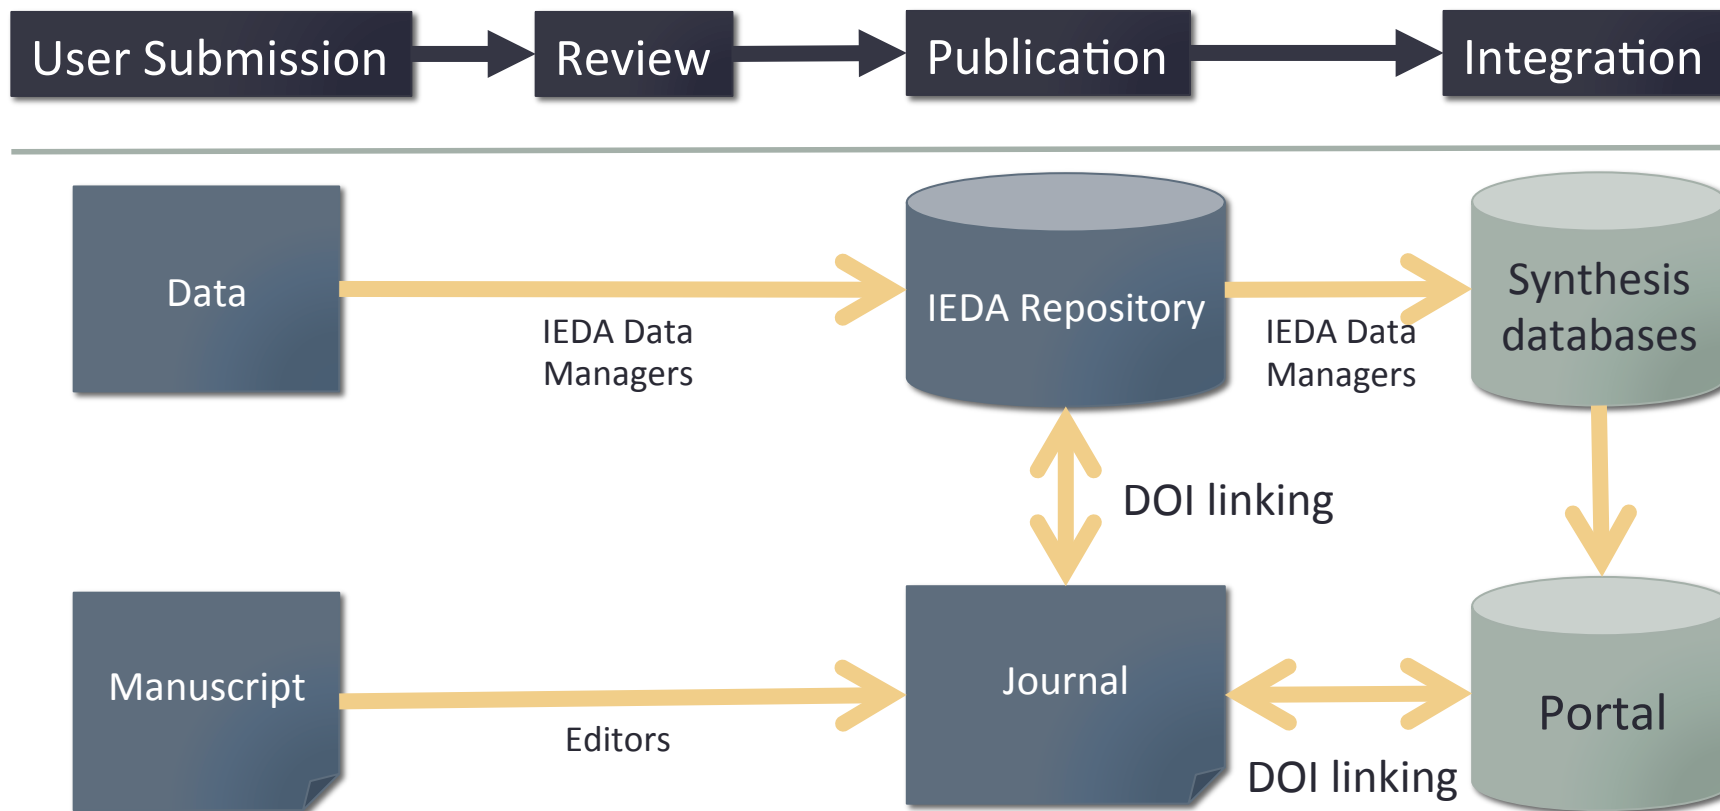 User Submission
Review
Publication
Integration
Data
IEDA Data
Managers
IEDA Repository
IEDA Data
Managers
Synthesis
databases
DOI linking
Manuscript
Editors
Journal
DOI linking
Portal